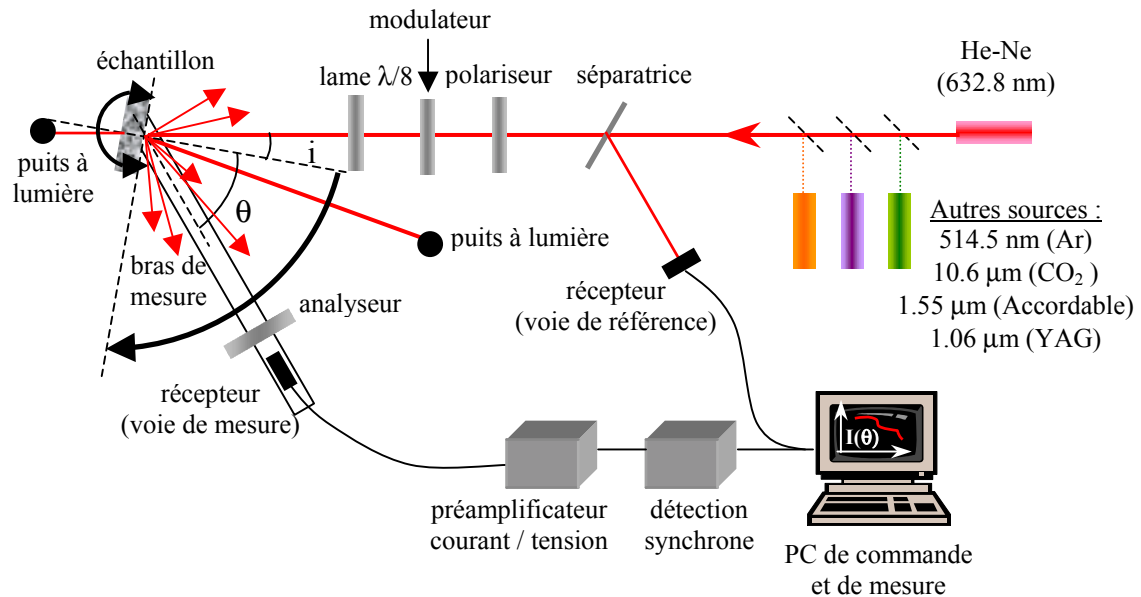 modulateur
échantillon
lame λ/8
polariseur
séparatrice
He-Ne
(632.8 nm)
puits à
lumière
i
θ
puits à lumière
bras de
mesure
analyseur
récepteur
(voie de référence)
Autres sources :
514.5 nm (Ar)
10.6 µm (CO₂ )
1.55 µm (Accordable)
1.06 µm (YAG)
récepteur
(voie de mesure)
I(θ)
préamplificateur
courant / tension
détection
synchrone
PC de commande
et de mesure